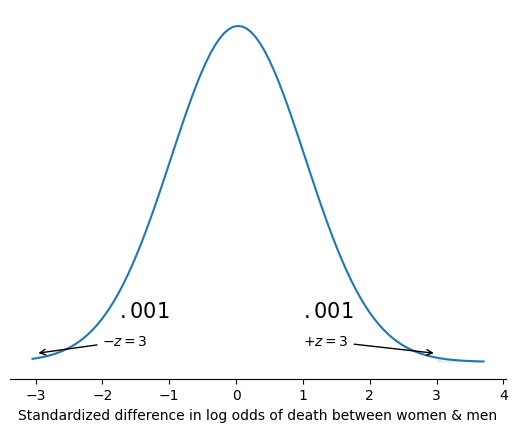 .001 .001
−z = 3 +z = 3
−3 −2 −1 0 1 2 3 4
Standardized difference in log odds of death between women & men